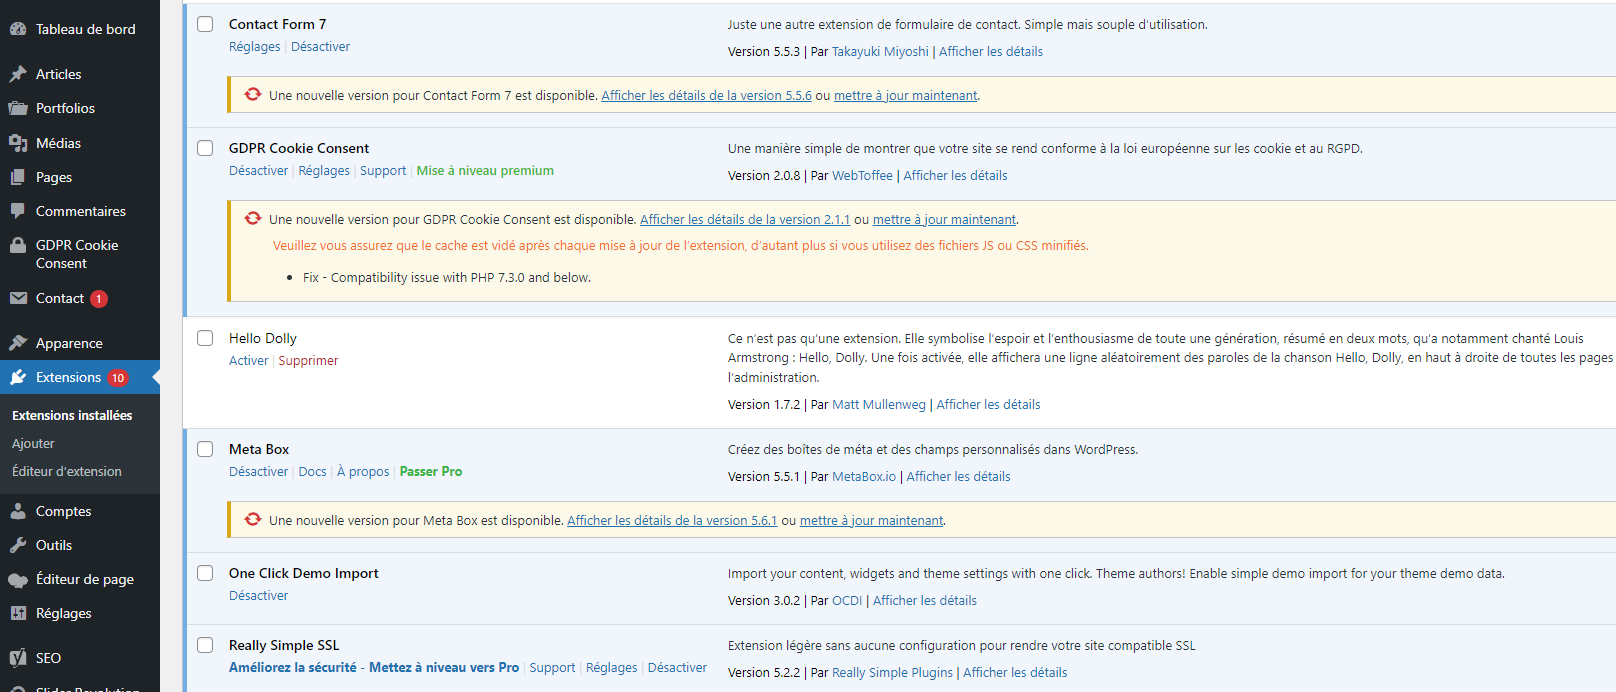 Tableau de bord
Articles
Portfolios
Médias
Pages
Commentaires
GDPR Cookie
Consent
Contact 1
Apparence
Extensions 10
Extensions installées
Ajouter
Éditeur d'extension
Comptes
Outils
Éditeur de page
Réglages
SEO
Slider Revolution
Contact Form 7
Réglages | Désactiver
Juste une autre extension de formulaire de contact. Simple mais souple d'utilisation.
Version 5.5.3 | Par Takayuki Miyoshi | Afficher les détails
Une nouvelle version pour Contact Form 7 est disponible. Afficher les détails de la version 5.5.6 ou mettre à jour maintenant.
GDPR Cookie Consent
Désactiver | Réglages | Support | Mise à niveau premium
Une manière simple de montrer que votre site se rend conforme à la loi européenne sur les cookie et au RGPD.
Version 2.0.8 | Par WebToffee | Afficher les détails
Une nouvelle version pour GDPR Cookie Consent est disponible. Afficher les détails de la version 2.1.1 ou mettre à jour maintenant.
Veuillez vous assurez que le cache est vidé après chaque mise à jour de l'extension, d'autant plus si vous utilisez des fichiers JS ou CSS minifiés.
• Fix - Compatibility issue with PHP 7.3.0 and below.
Hello Dolly
Activer | Supprimer
Ce n'est pas qu'une extension. Elle symbolise l'espoir et l'enthousiasme de toute une génération, résumé en deux mots, qu'a notamment chanté Louis
Armstrong : Hello, Dolly. Une fois activée, elle affichera une ligne aléatoirement des paroles de la chanson Hello, Dolly, en haut à droite de toutes les pages
l'administration.
Version 1.7.2 | Par Matt Mullenweg | Afficher les détails
Meta Box
Désactiver | Docs | À propos | Passer Pro
Créez des boîtes de méta et des champs personnalisés dans WordPress.
Version 5.5.1 | Par MetaBox.io | Afficher les détails
Une nouvelle version pour Meta Box est disponible. Afficher les détails de la version 5.6.1 ou mettre à jour maintenant.
One Click Demo Import
Désactiver
Import your content, widgets and theme settings with one click. Theme authors! Enable simple demo import for your theme demo data.
Version 3.0.2 | Par OCDI | Afficher les détails
Really Simple SSL
Améliorez la sécurité - Mettez à niveau vers Pro | Support | Réglages | Désactiver
Extension légère sans aucune configuration pour rendre votre site compatible SSL
Version 5.2.2 | Par Really Simple Plugins | Afficher les détails